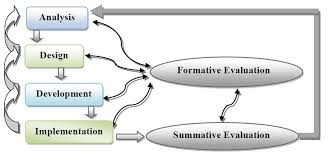 Analysis
Design
Formative Evaluation
Development
Implementation
Summative Evaluation